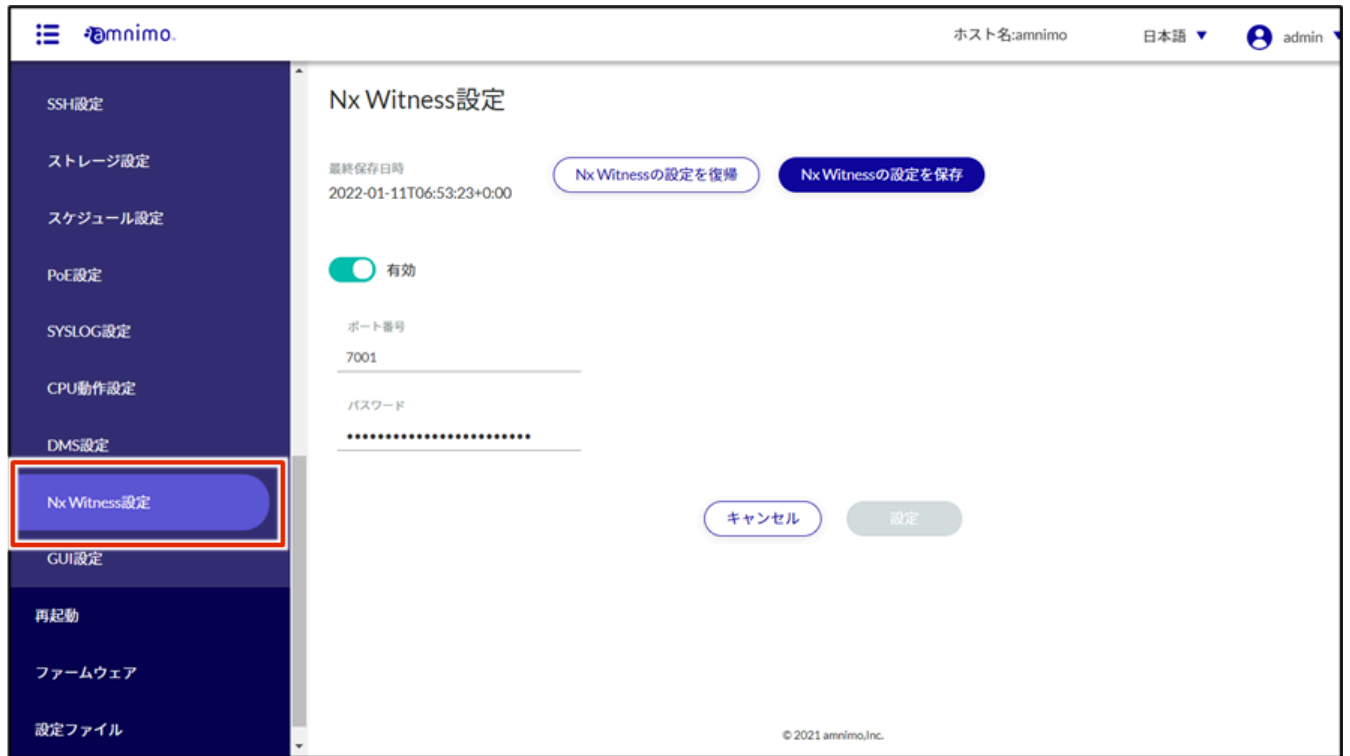 amnimo.
ホスト名:amnimo
日本語 ▼
admin
SSH設定
ストレージ設定
スケジュール設定
PoE設定
SYSLOG設定
CPU動作設定
DMS設定
Nx Witness設定
GUI設定
再起動
ファームウェア
設定ファイル
Nx Witness設定
最終保存日時
2022-01-11T06:53:23+0:00
Nx Witnessの設定を復帰
Nx Witnessの設定を保存
有効
ポート番号
7001
パスワード
••••••••••••••••••••••••
キャンセル
設定
© 2021 amnimo,Inc.